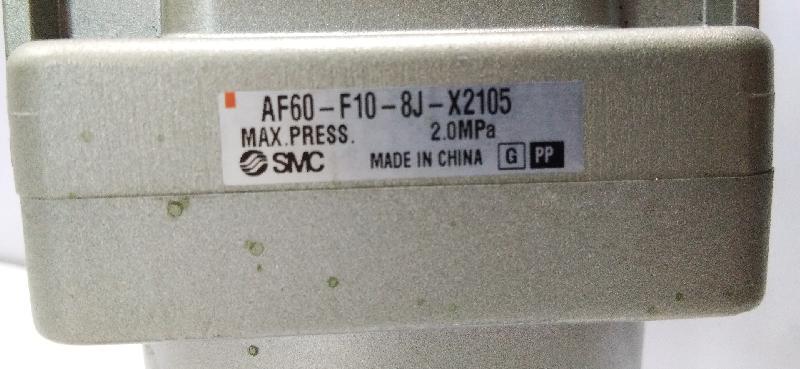 AF60-F10-8J-X2105
MAX.PRESS. 2.0MPa
SMC MADE IN CHINA G PP